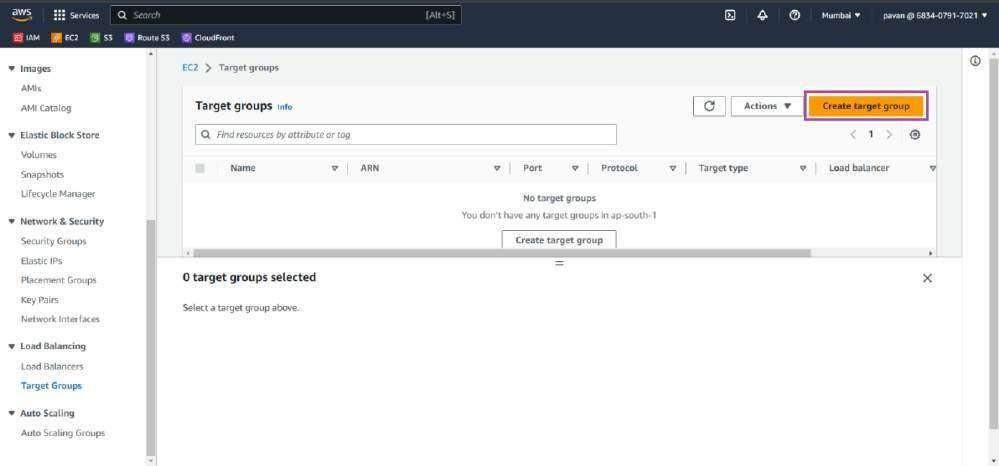 aws
Services
Search
[Alt+S]
Mumbai
pavan @ 6834-0791-7021
IAM
EC2
S3
Route 53
CloudFront
Images
AMIs
AMI Catalog
Elastic Block Store
Volumes
Snapshots
Lifecycle Manager
Network & Security
Security Groups
Elastic IPs
Placement Groups
Key Pairs
Network Interfaces
Load Balancing
Load Balancers
Target Groups
Auto Scaling
Auto Scaling Groups
EC2 > Target groups
Target groups Info
Actions
Create target group
Find resources by attribute or tag
1
Name ARN Port Protocol Target type Load balancer
No target groups
You don't have any target groups in ap-south-1
Create target group
0 target groups selected
Select a target group above.